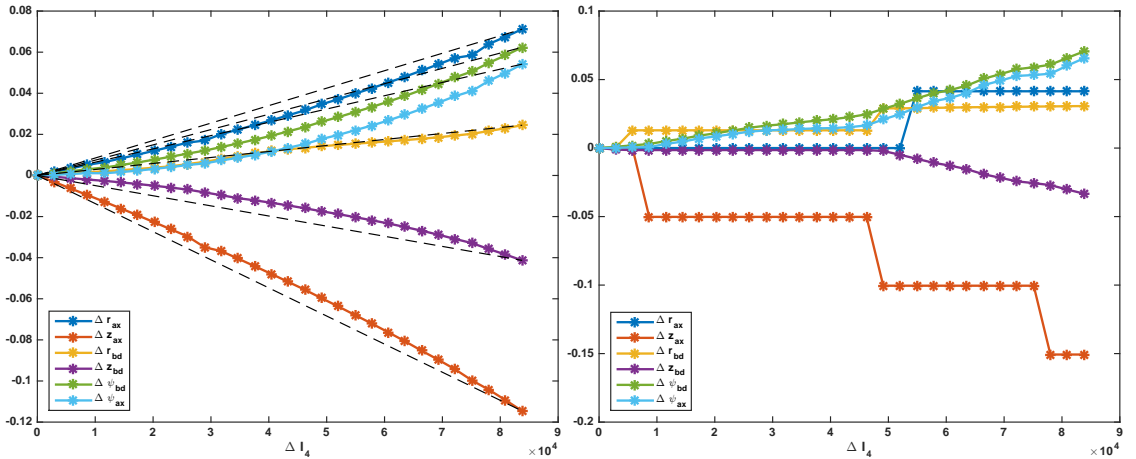 0.08
0.06
0.04
0.02
0
-0.02
-0.04
-0.06
-0.08
-0.1
-0.12
Δ r_ax
Δ z_ax
Δ r_bd
Δ z_bd
Δ ψ_bd
Δ ψ_ax
0 1 2 3 4 5 6 7 8 9
Δ I_4
×10^4
0.1
0.05
0
-0.05
-0.1
-0.15
-0.2
Δ r_ax
Δ z_ax
Δ r_bd
Δ z_bd
Δ ψ_bd
Δ ψ_ax
0 1 2 3 4 5 6 7 8 9
Δ I_4
×10^4